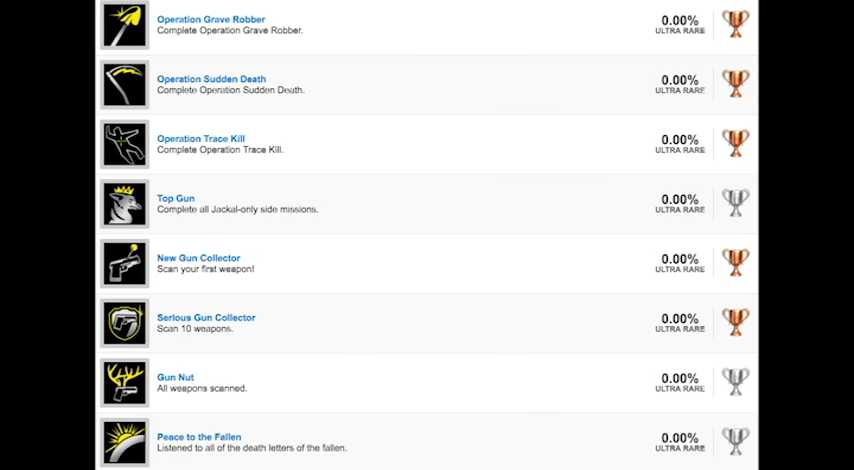 Operation Grave Robber
Complete Operation Grave Robber.
0.00%
ULTRA RARE
Operation Sudden Death
Complete Operation Sudden Death.
0.00%
ULTRA RARE
Operation Trace Kill
Complete Operation Trace Kill.
0.00%
ULTRA RARE
Top Gun
Complete all Jackal-only side missions.
0.00%
ULTRA RARE
New Gun Collector
Scan your first weapon!
0.00%
ULTRA RARE
Serious Gun Collector
Scan 10 weapons.
0.00%
ULTRA RARE
Gun Nut
All weapons scanned.
0.00%
ULTRA RARE
Peace to the Fallen
Listened to all of the death letters of the fallen.
0.00%
ULTRA RARE